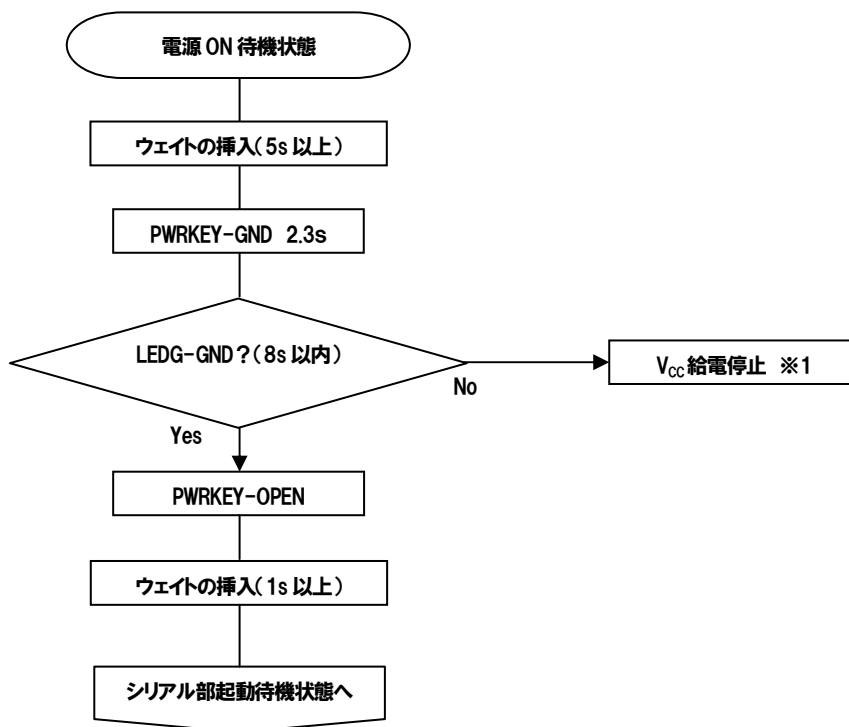 電源 ON 待機状態
ウェイトの挿入（5s 以上）
PWRKEY-GND 2.3s
LEDG-GND？（8s 以内）
VCC 給電停止 ※1
No
Yes
PWRKEY-OPEN
ウェイトの挿入（1s 以上）
シリアル部起動待機状態へ